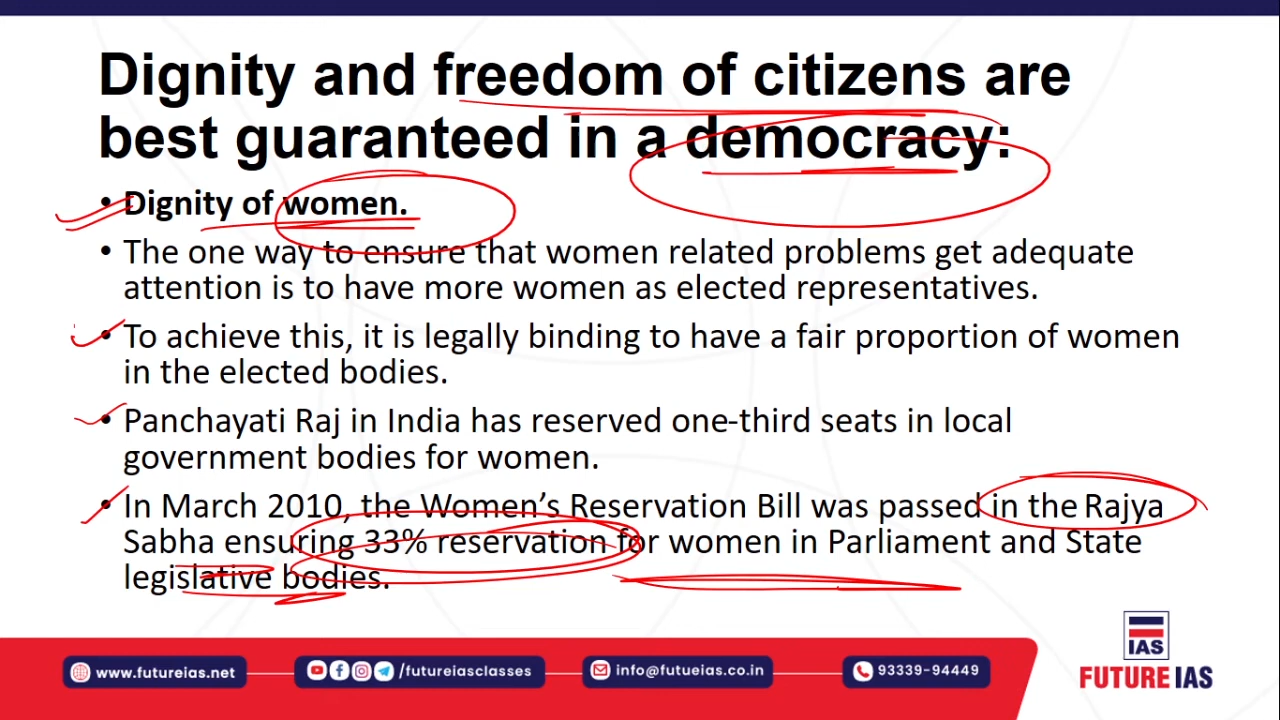 Dignity and freedom of citizens are
best guaranteed in a democracy:
• Dignity of women.
• The one way to ensure that women related problems get adequate
attention is to have more women as elected representatives.
• To achieve this, it is legally binding to have a fair proportion of women
in the elected bodies.
• Panchayati Raj in India has reserved one-third seats in local
government bodies for women.
• In March 2010, the Women’s Reservation Bill was passed in the Rajya
Sabha ensuring 33% reservation for women in Parliament and State
legislative bodies.
IAS
FUTURE IAS
www.futureias.net
/futureiasclasses
info@futueias.co.in
93339-94449